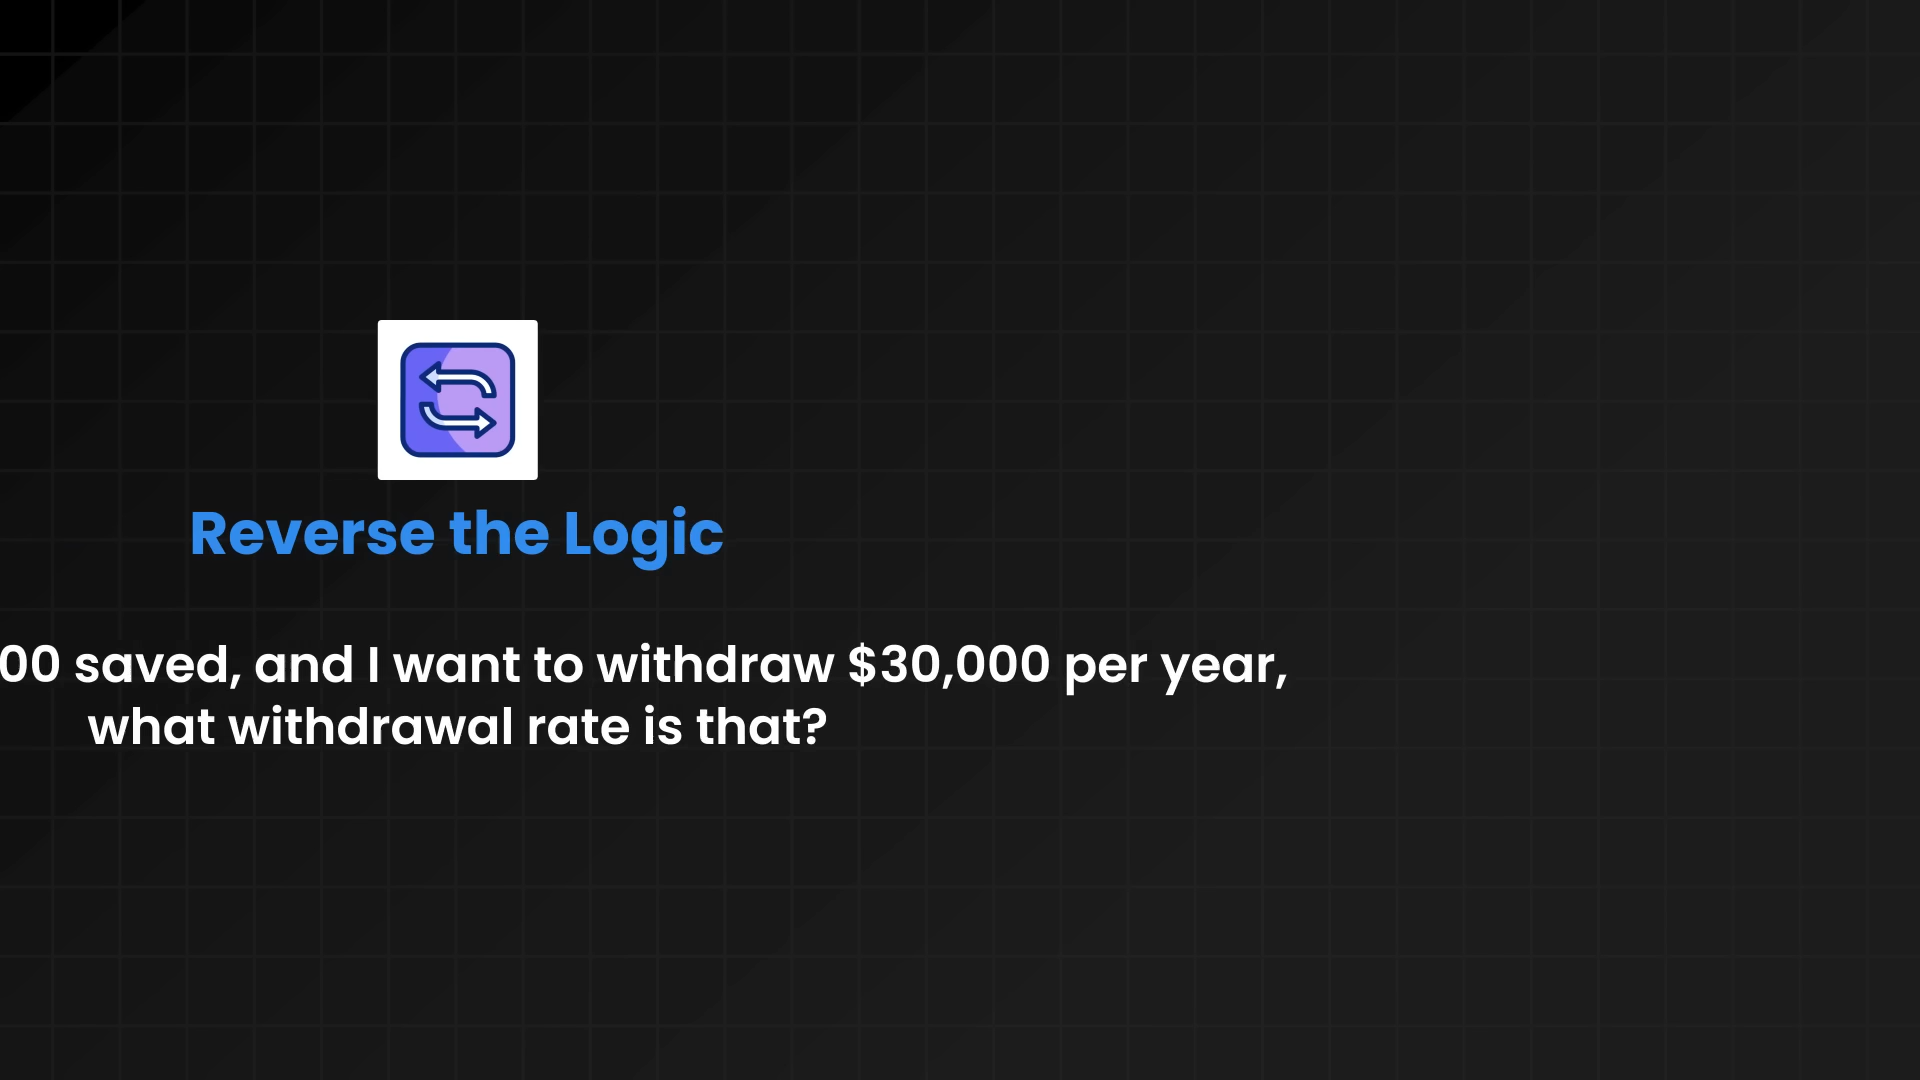 Reverse the Logic
00 saved, and I want to withdraw $30,000 per year,
what withdrawal rate is that?